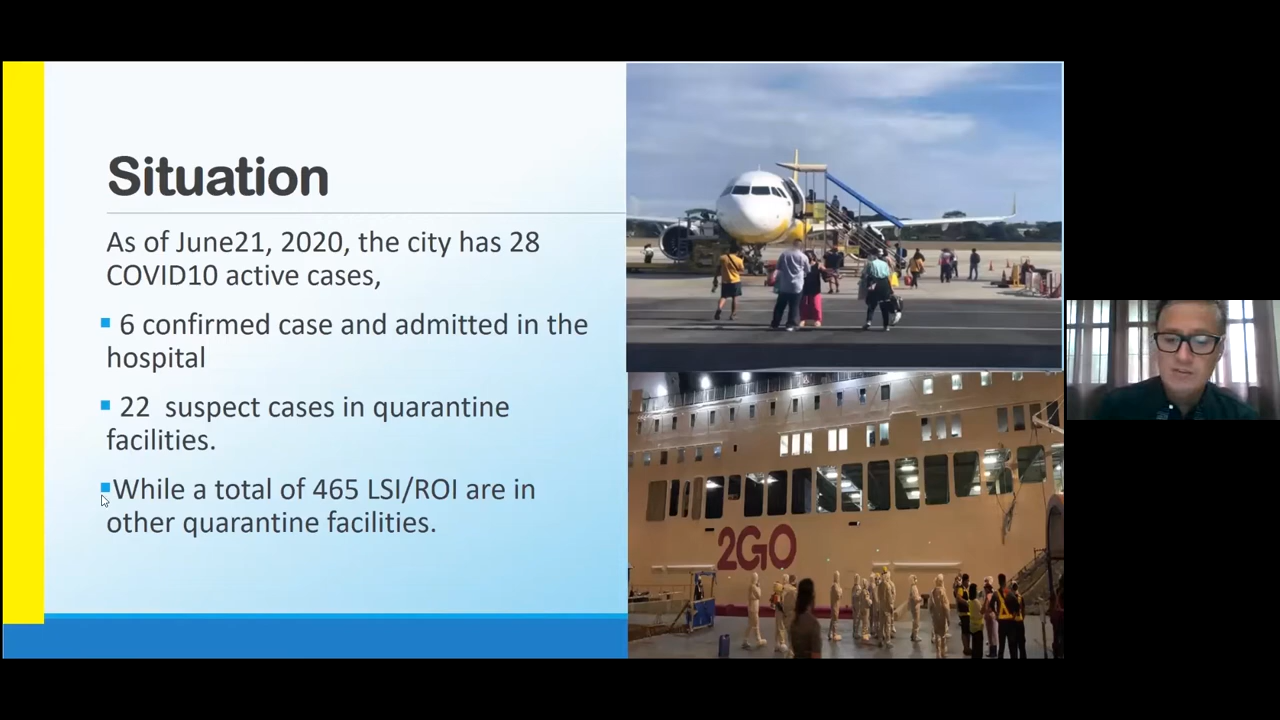 Situation
As of June21, 2020, the city has 28
COVID10 active cases,
6 confirmed case and admitted in the
hospital
22 suspect cases in quarantine
facilities.
While a total of 465 LSI/ROI are in
other quarantine facilities.
2GO